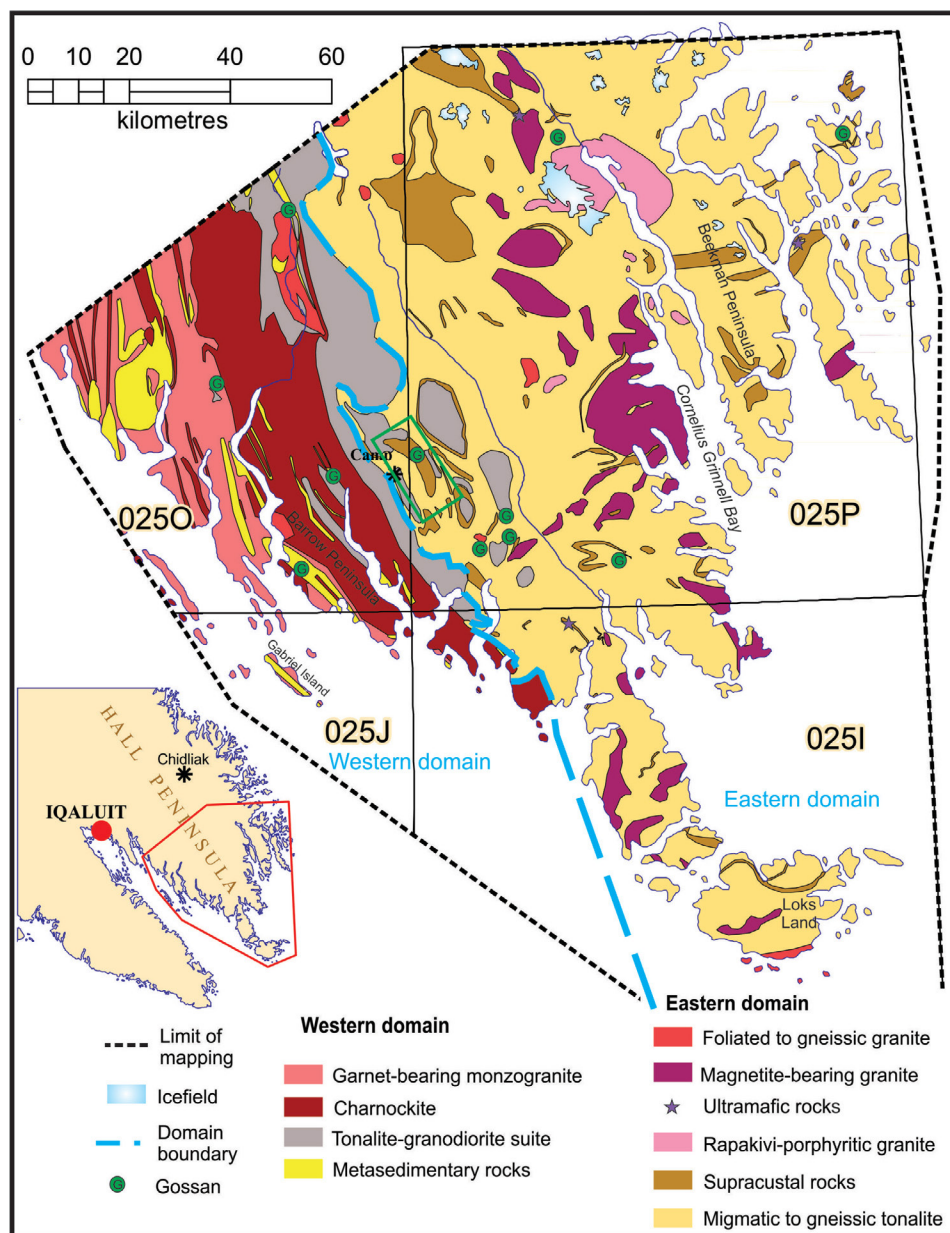 0 10 20 40 60
kilometres
G
G
G
G
G
G
G
G
G
G
G
G
Beekman Peninsula
Cornelius Grinnell Bay
Camp
025O
025P
Barrow Peninsula
Gabriel Island
025J
025I
Western domain
Eastern domain
HALL PENINSULA
Chidliak
IQALUIT
Loks
Land
Limit of
mapping
Icefield
Domain
boundary
G
Gossan
Western domain
Garnet-bearing monzogranite
Charnockite
Tonalite-granodiorite suite
Metasedimentary rocks
Eastern domain
Foliated to gneissic granite
Magnetite-bearing granite
Ultramafic rocks
Rapakivi-porphyritic granite
Supracustal rocks
Migmatic to gneissic tonalite